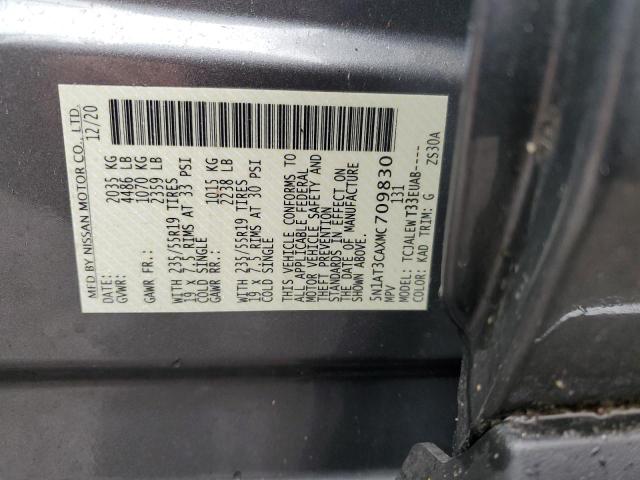 MFD BY NISSAN MOTOR CO., LTD.
DATE: 12/20
GVWR: 2035 KG
4486 LB
GAWR FR: 1070 KG
2359 LB
WITH 235/55R19 TIRES
19 X 7.5 RIMS AT 33 PSI
COLD SINGLE
GAWR RR: 1015 KG
2238 LB
WITH 235/55R19 TIRES
19 X 7.5 RIMS AT 30 PSI
COLD SINGLE
THIS VEHICLE CONFORMS TO
ALL APPLICABLE FEDERAL
MOTOR VEHICLE SAFETY AND
THEFT PREVENTION
STANDARDS IN EFFECT ON
THE DATE OF MANUFACTURE
SHOWN ABOVE.
5N1AT3CAXMC709830
MPV 131
MODEL: TCJALEWT33EUAB----
COLOR: KAD TRIM: G ZS30A